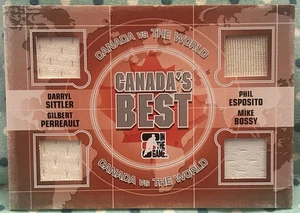 CANADA VS THE WORLD
CANADA'S
BEST
DARRYL
SITTLER
GILBERT
PERREAULT
PHIL
ESPOSITO
MIKE
BOSSY
IN
THE
GAME
CANADA VS THE WORLD